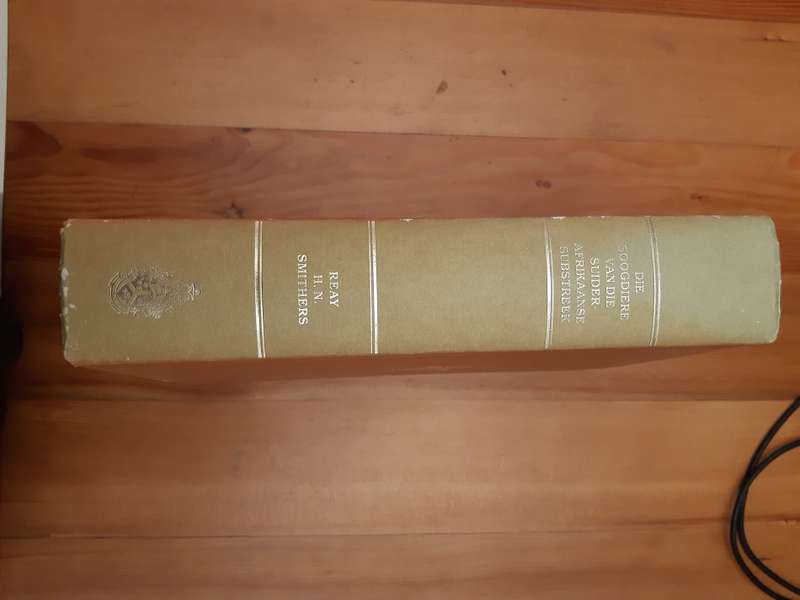 DIE
SOOGDIERE
VAN DIE
SUIDER
AFRIKAANSE
SUBSTREEK
REAY
H. N.
SMITHERS